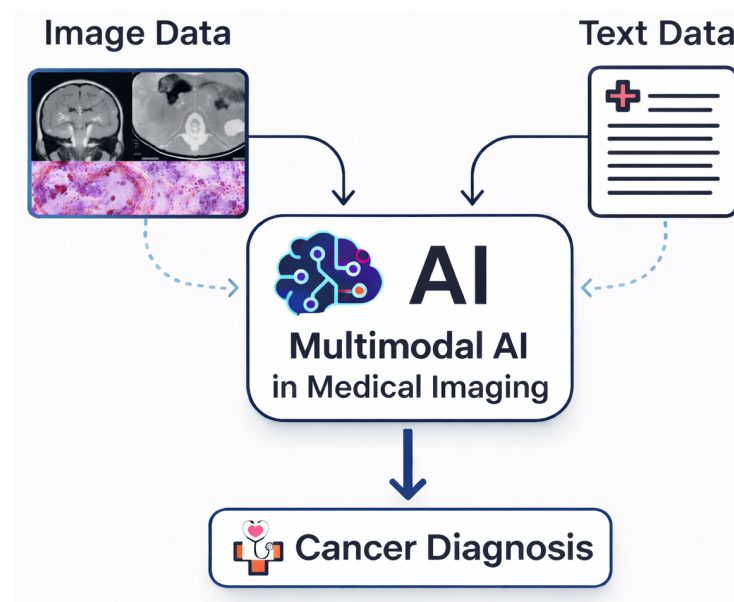 Image Data
Text Data
AI
Multimodal AI
in Medical Imaging
Cancer Diagnosis